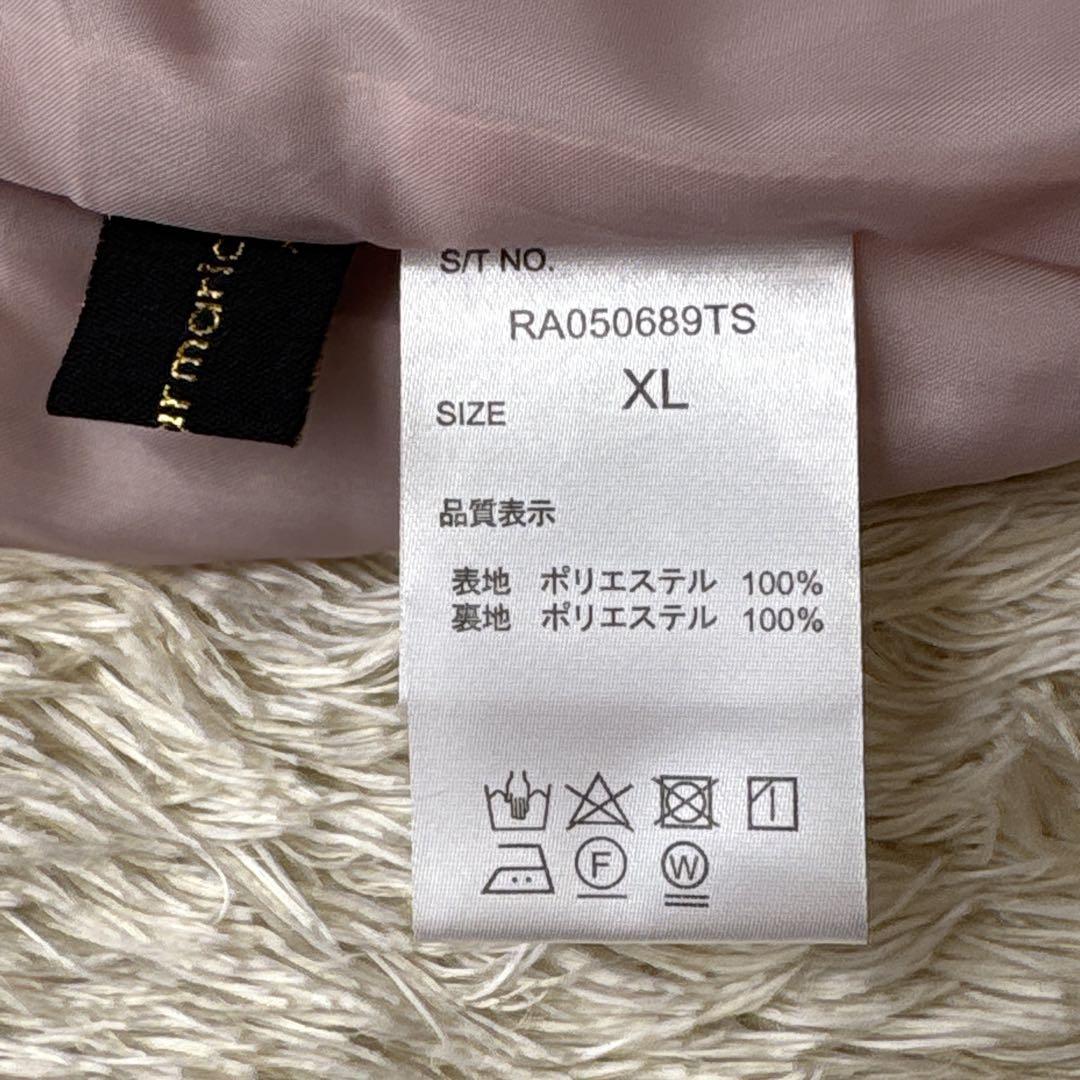 armaric
S/T NO.
RA050689TS
SIZE XL
品質表示
表地 ポリエステル 100%
裏地 ポリエステル 100%
F W